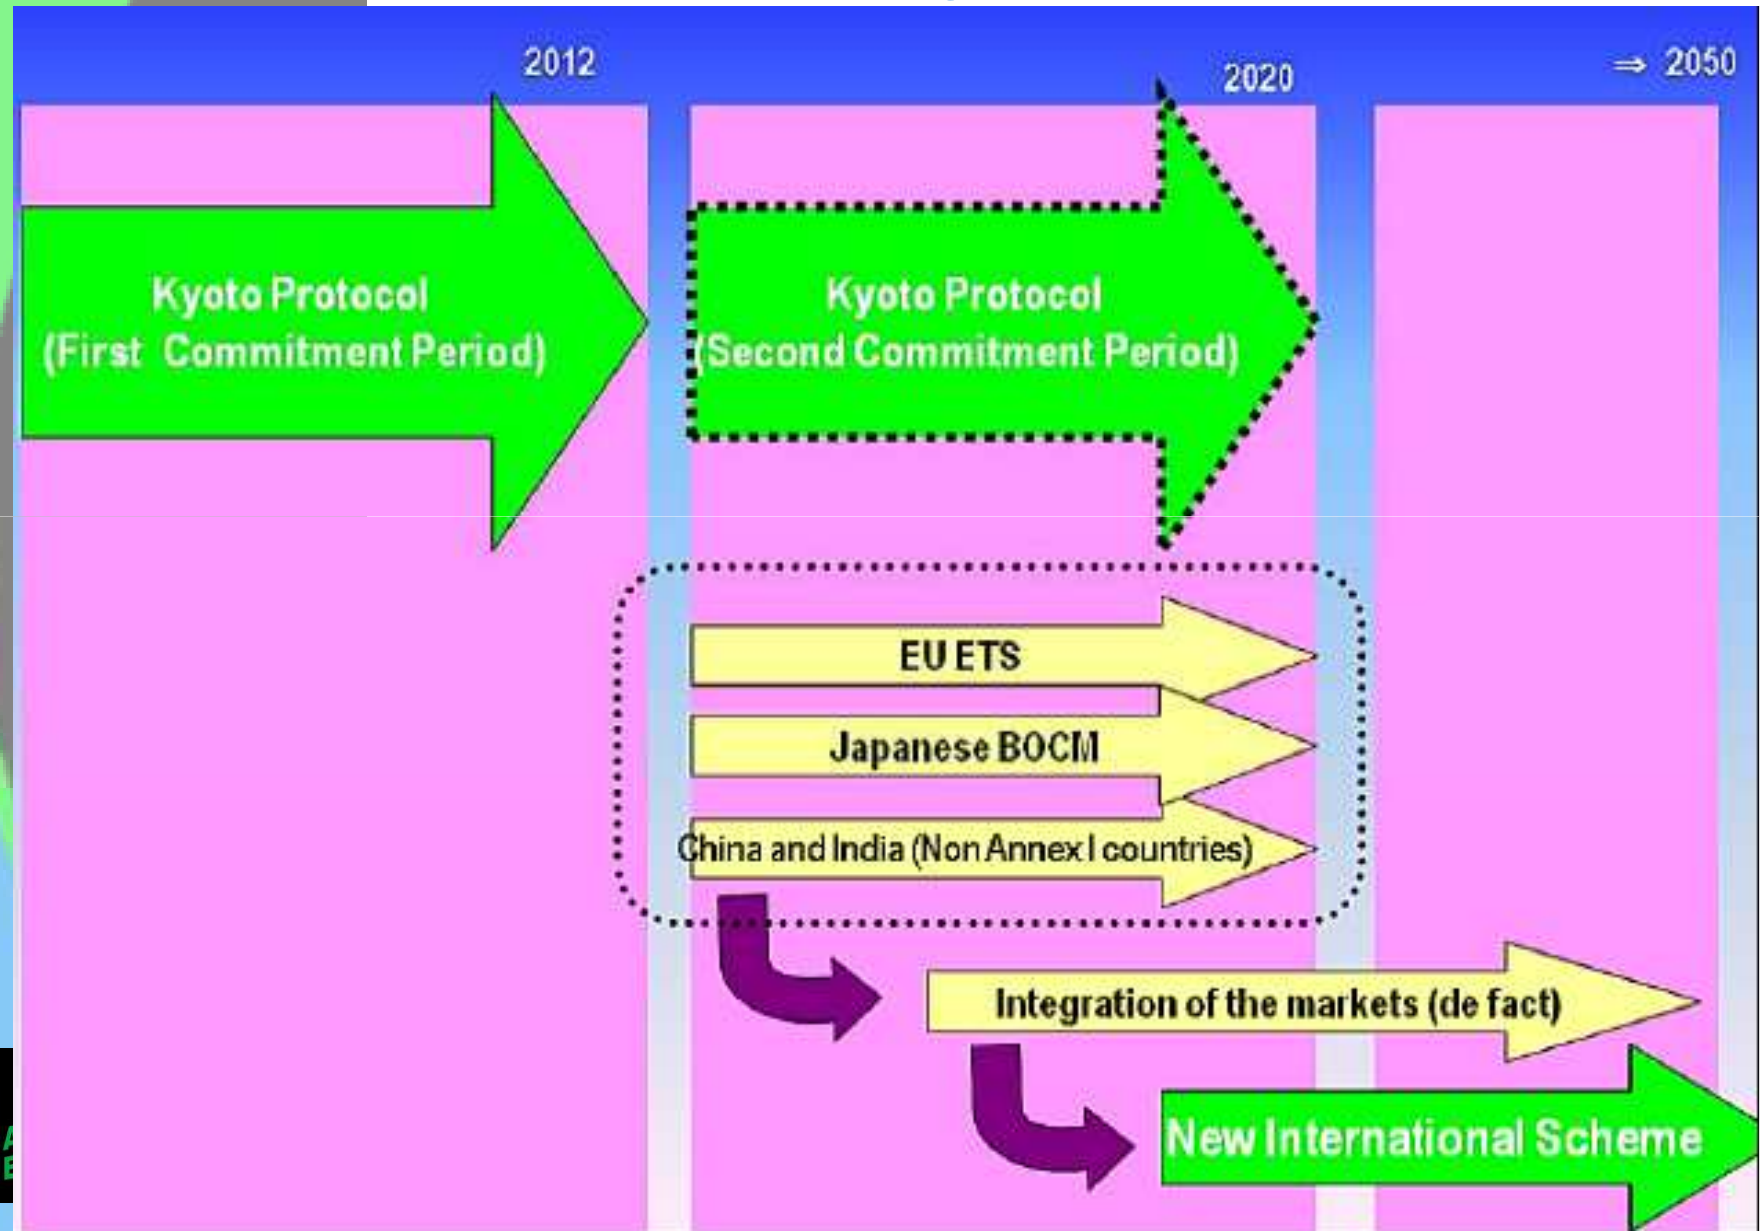 2012
2020
⇒ 2050
Kyoto Protocol
(First Commitment Period)
Kyoto Protocol
(Second Commitment Period)
EU ETS
Japanese BOCM
China and India (Non Annex I countries)
Integration of the markets (de fact)
New International Scheme